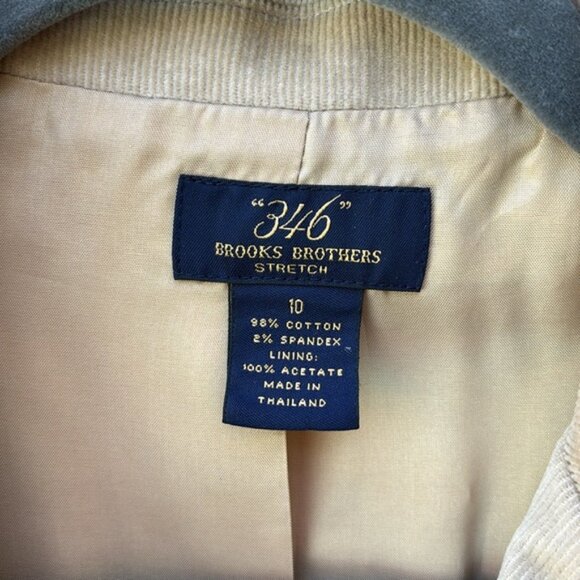 "346"
BROOKS BROTHERS
STRETCH
10
98% COTTON
2% SPANDEX
LINING:
100% ACETATE
MADE IN
THAILAND